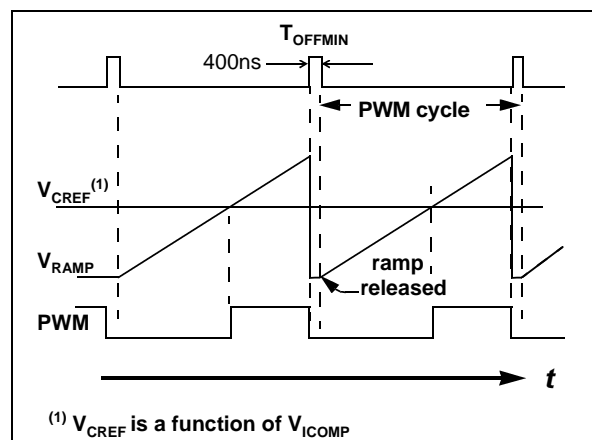 T_OFFMIN
400ns
PWM cycle
V_CREF^(1)
V_RAMP
ramp
released
PWM
t
(1) V_CREF is a function of V_ICOMP